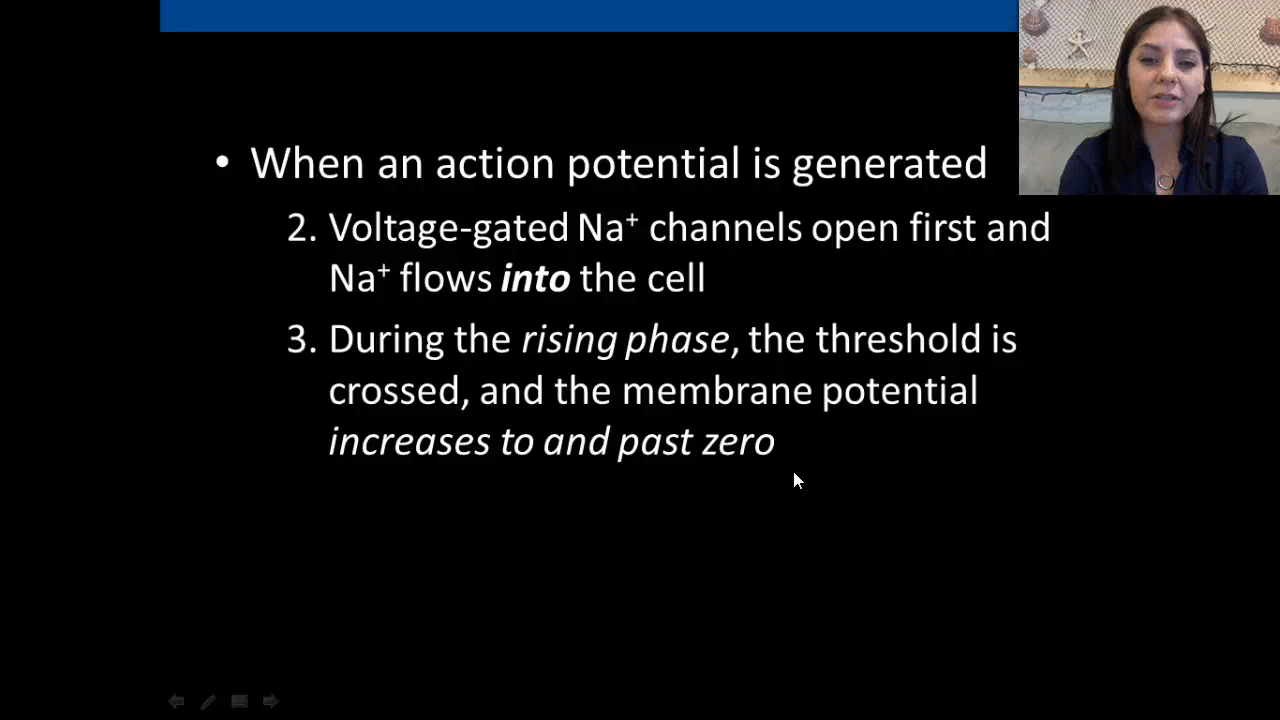 • When an action potential is generated
2. Voltage-gated Na⁺ channels open first and
Na⁺ flows into the cell
3. During the rising phase, the threshold is
crossed, and the membrane potential
increases to and past zero